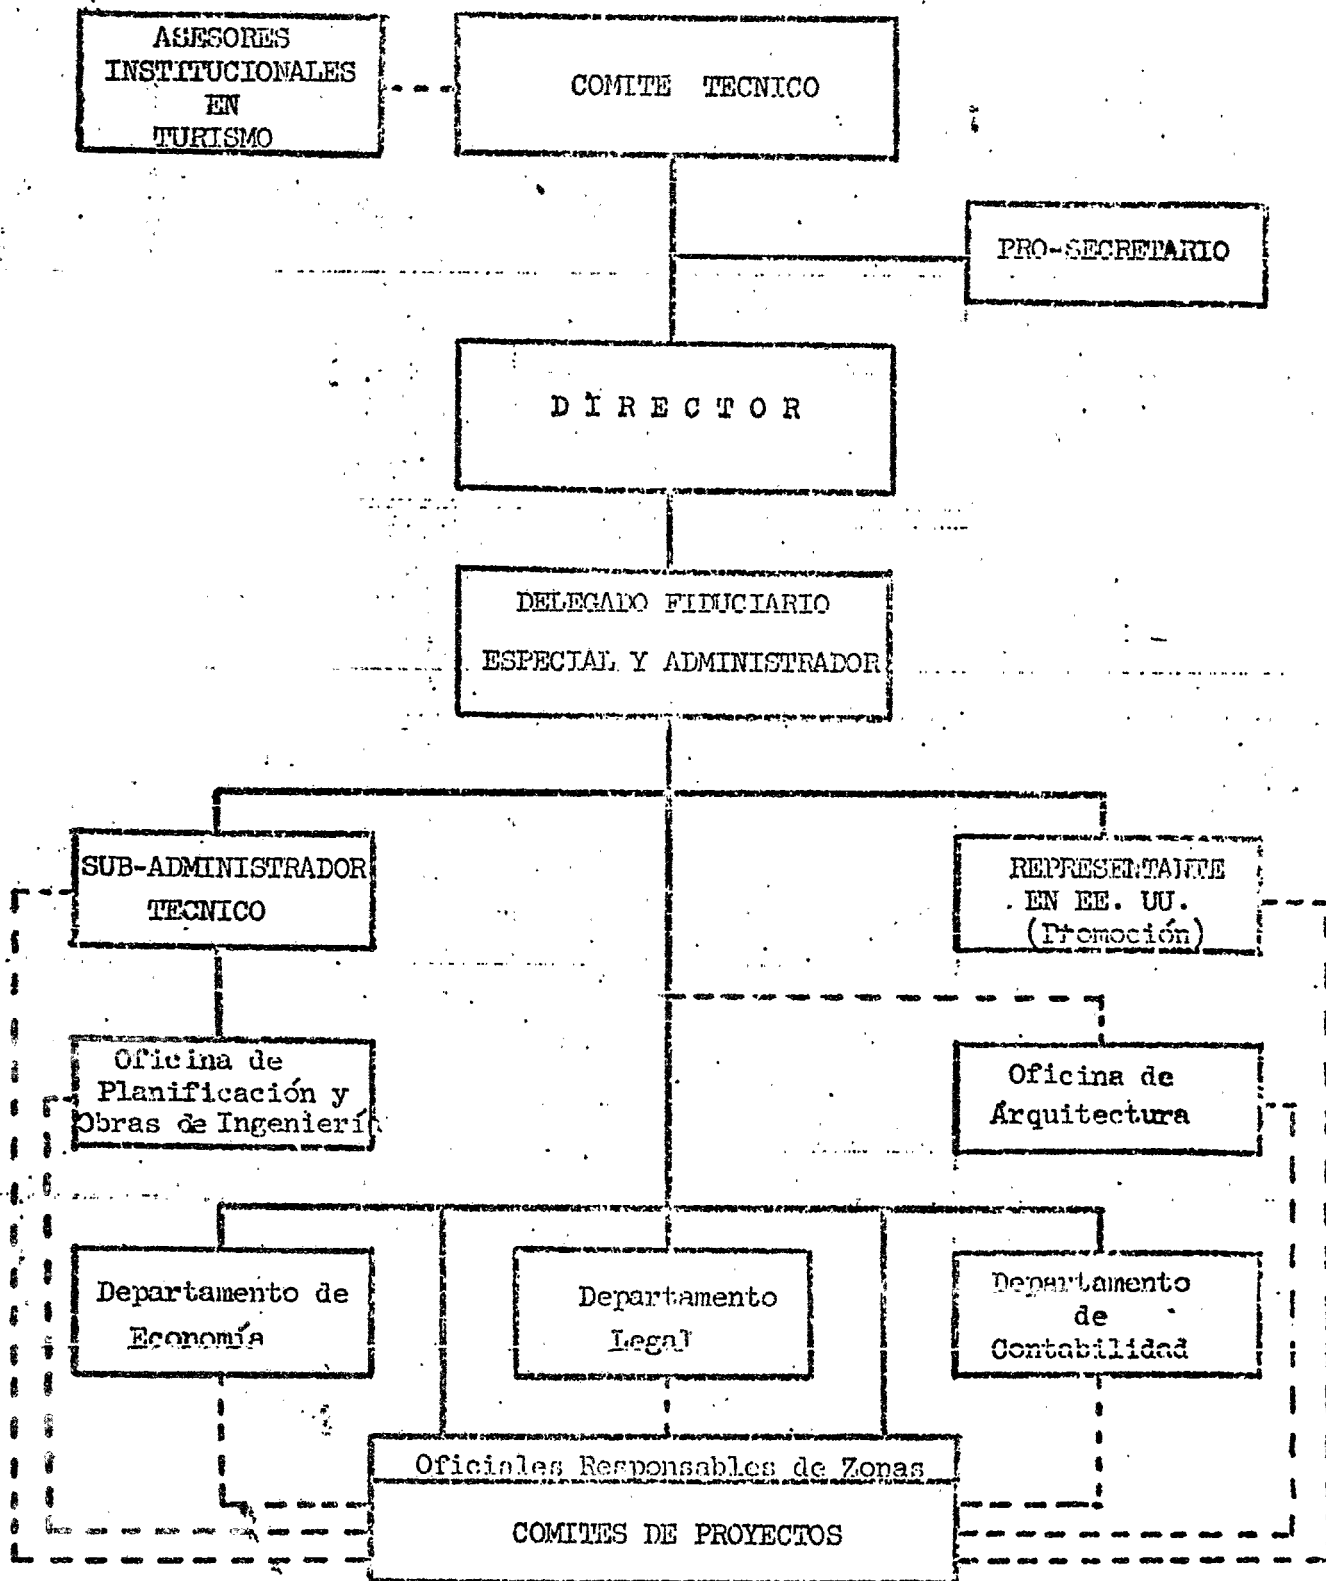 ASESORES
INSTITUCIONALES
EN
TURISMO
COMITE TECNICO
PRO-SECRETARIO
DIRECTOR
DELEGADO FIDUCIARIO
ESPECIAL Y ADMINISTRADOR
SUB-ADMINISTRADOR
TECNICO
REPRESENTANTE
EN EE. UU.
(Promoción)
Oficina de
Planificación y
Obras de Ingeniería
Oficina de
Arquitectura
Departamento de
Economía
Departamento
Legal
Departamento
de
Contabilidad
Oficiales Responsables de Zonas
COMITES DE PROYECTOS